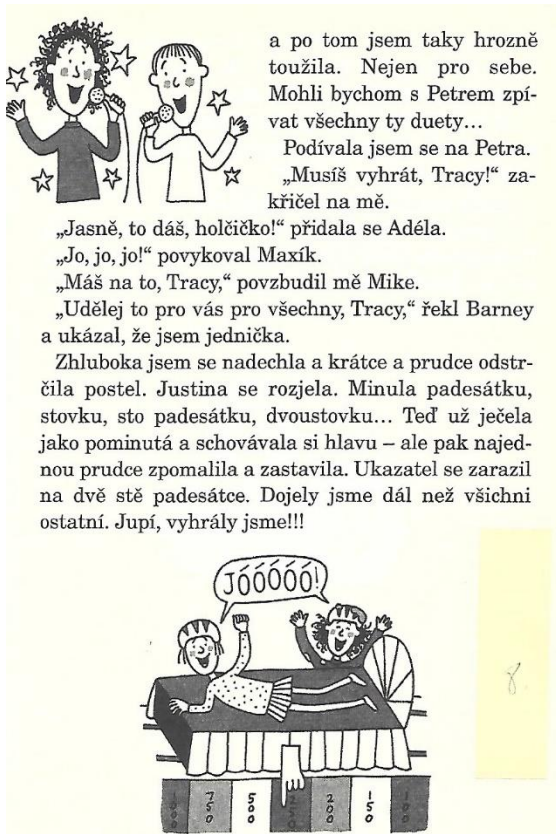 a po tom jsem taky hrozně
toužila. Nejen pro sebe.
Mohli bychom s Petrem zpí-
vat všechny ty duety...
Podívala jsem se na Petra.
„Musíš vyhrát, Tracy!“ za-
křičel na mě.
„Jasně, to dáš, holčičko!“ přidala se Adéla.
„Jo, jo, jo!“ povykoval Maxík.
„Máš na to, Tracy,“ povzbudil mě Mike.
„Udělej to pro vás pro všechny, Tracy,“ řekl Barney
a ukázal, že jsem jednička.
Zhluboka jsem se nadechla a krátce a prudce odstr-
čila postel. Justina se rozjela. Minula padesátku,
stovku, sto padesátku, dvoustovku... Teď už ječela
jako pominutá a schovávala si hlavu – ale pak najed-
nou prudce zpomalila a zastavila. Ukazatel se zarazil
na dvě stě padesátce. Dojely jsme dál než všichni
ostatní. Jupí, vyhrály jsme!!!
JÓÓÓÓÓ!
8
1000 750 500 250 200 150 100